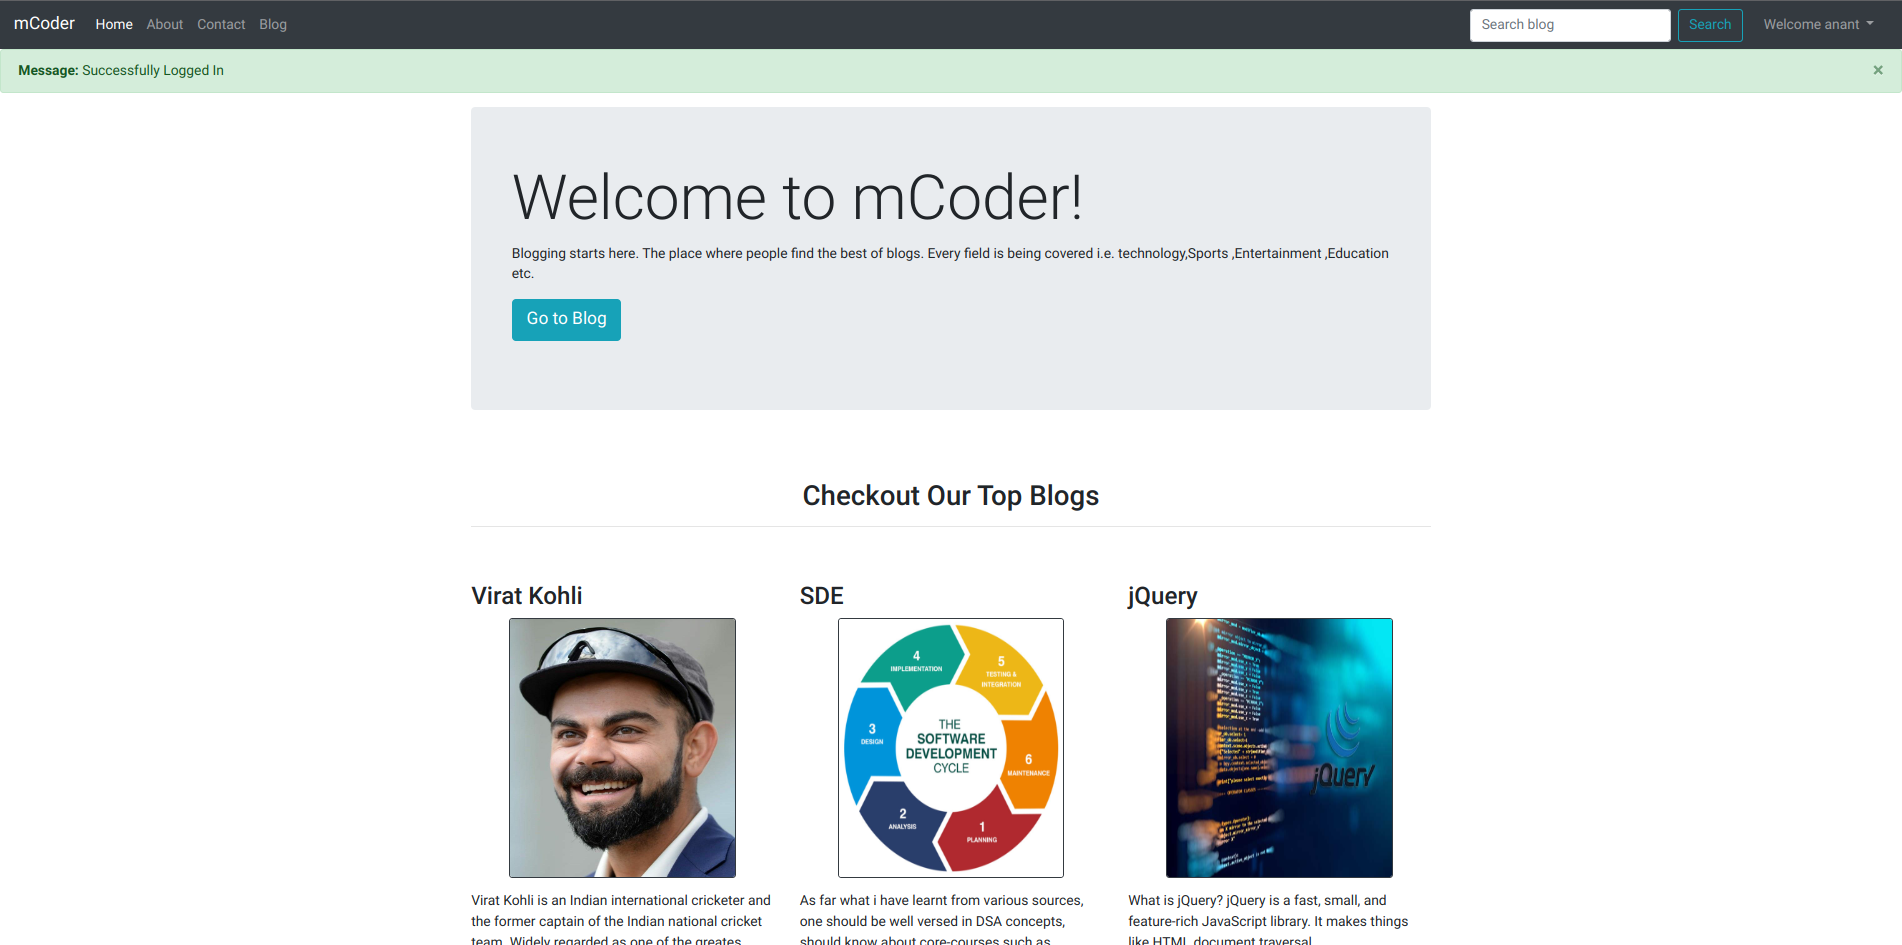 mCoder Home About Contact Blog Search blog Search Welcome anant
Message: Successfully Logged In ×
Welcome to mCoder!
Blogging starts here. The place where people find the best of blogs. Every field is being covered i.e. technology,Sports ,Entertainment ,Education
etc.
Go to Blog
Checkout Our Top Blogs
Virat Kohli
SDE
jQuery
4
IMPLEMENTATION
5
TESTING &
INTEGRATION
3
DESIGN
THE
SOFTWARE
DEVELOPMENT
CYCLE
6
MAINTENANCE
2
ANALYSIS
1
PLANNING
jQuery
Virat Kohli is an Indian international cricketer and
the former captain of the Indian national cricket
team. Widely regarded as one of the greates
As far what i have learnt from various sources,
one should be well versed in DSA concepts,
should know about core-courses such as
What is jQuery? jQuery is a fast, small, and
feature-rich JavaScript library. It makes things
like HTML document traversal